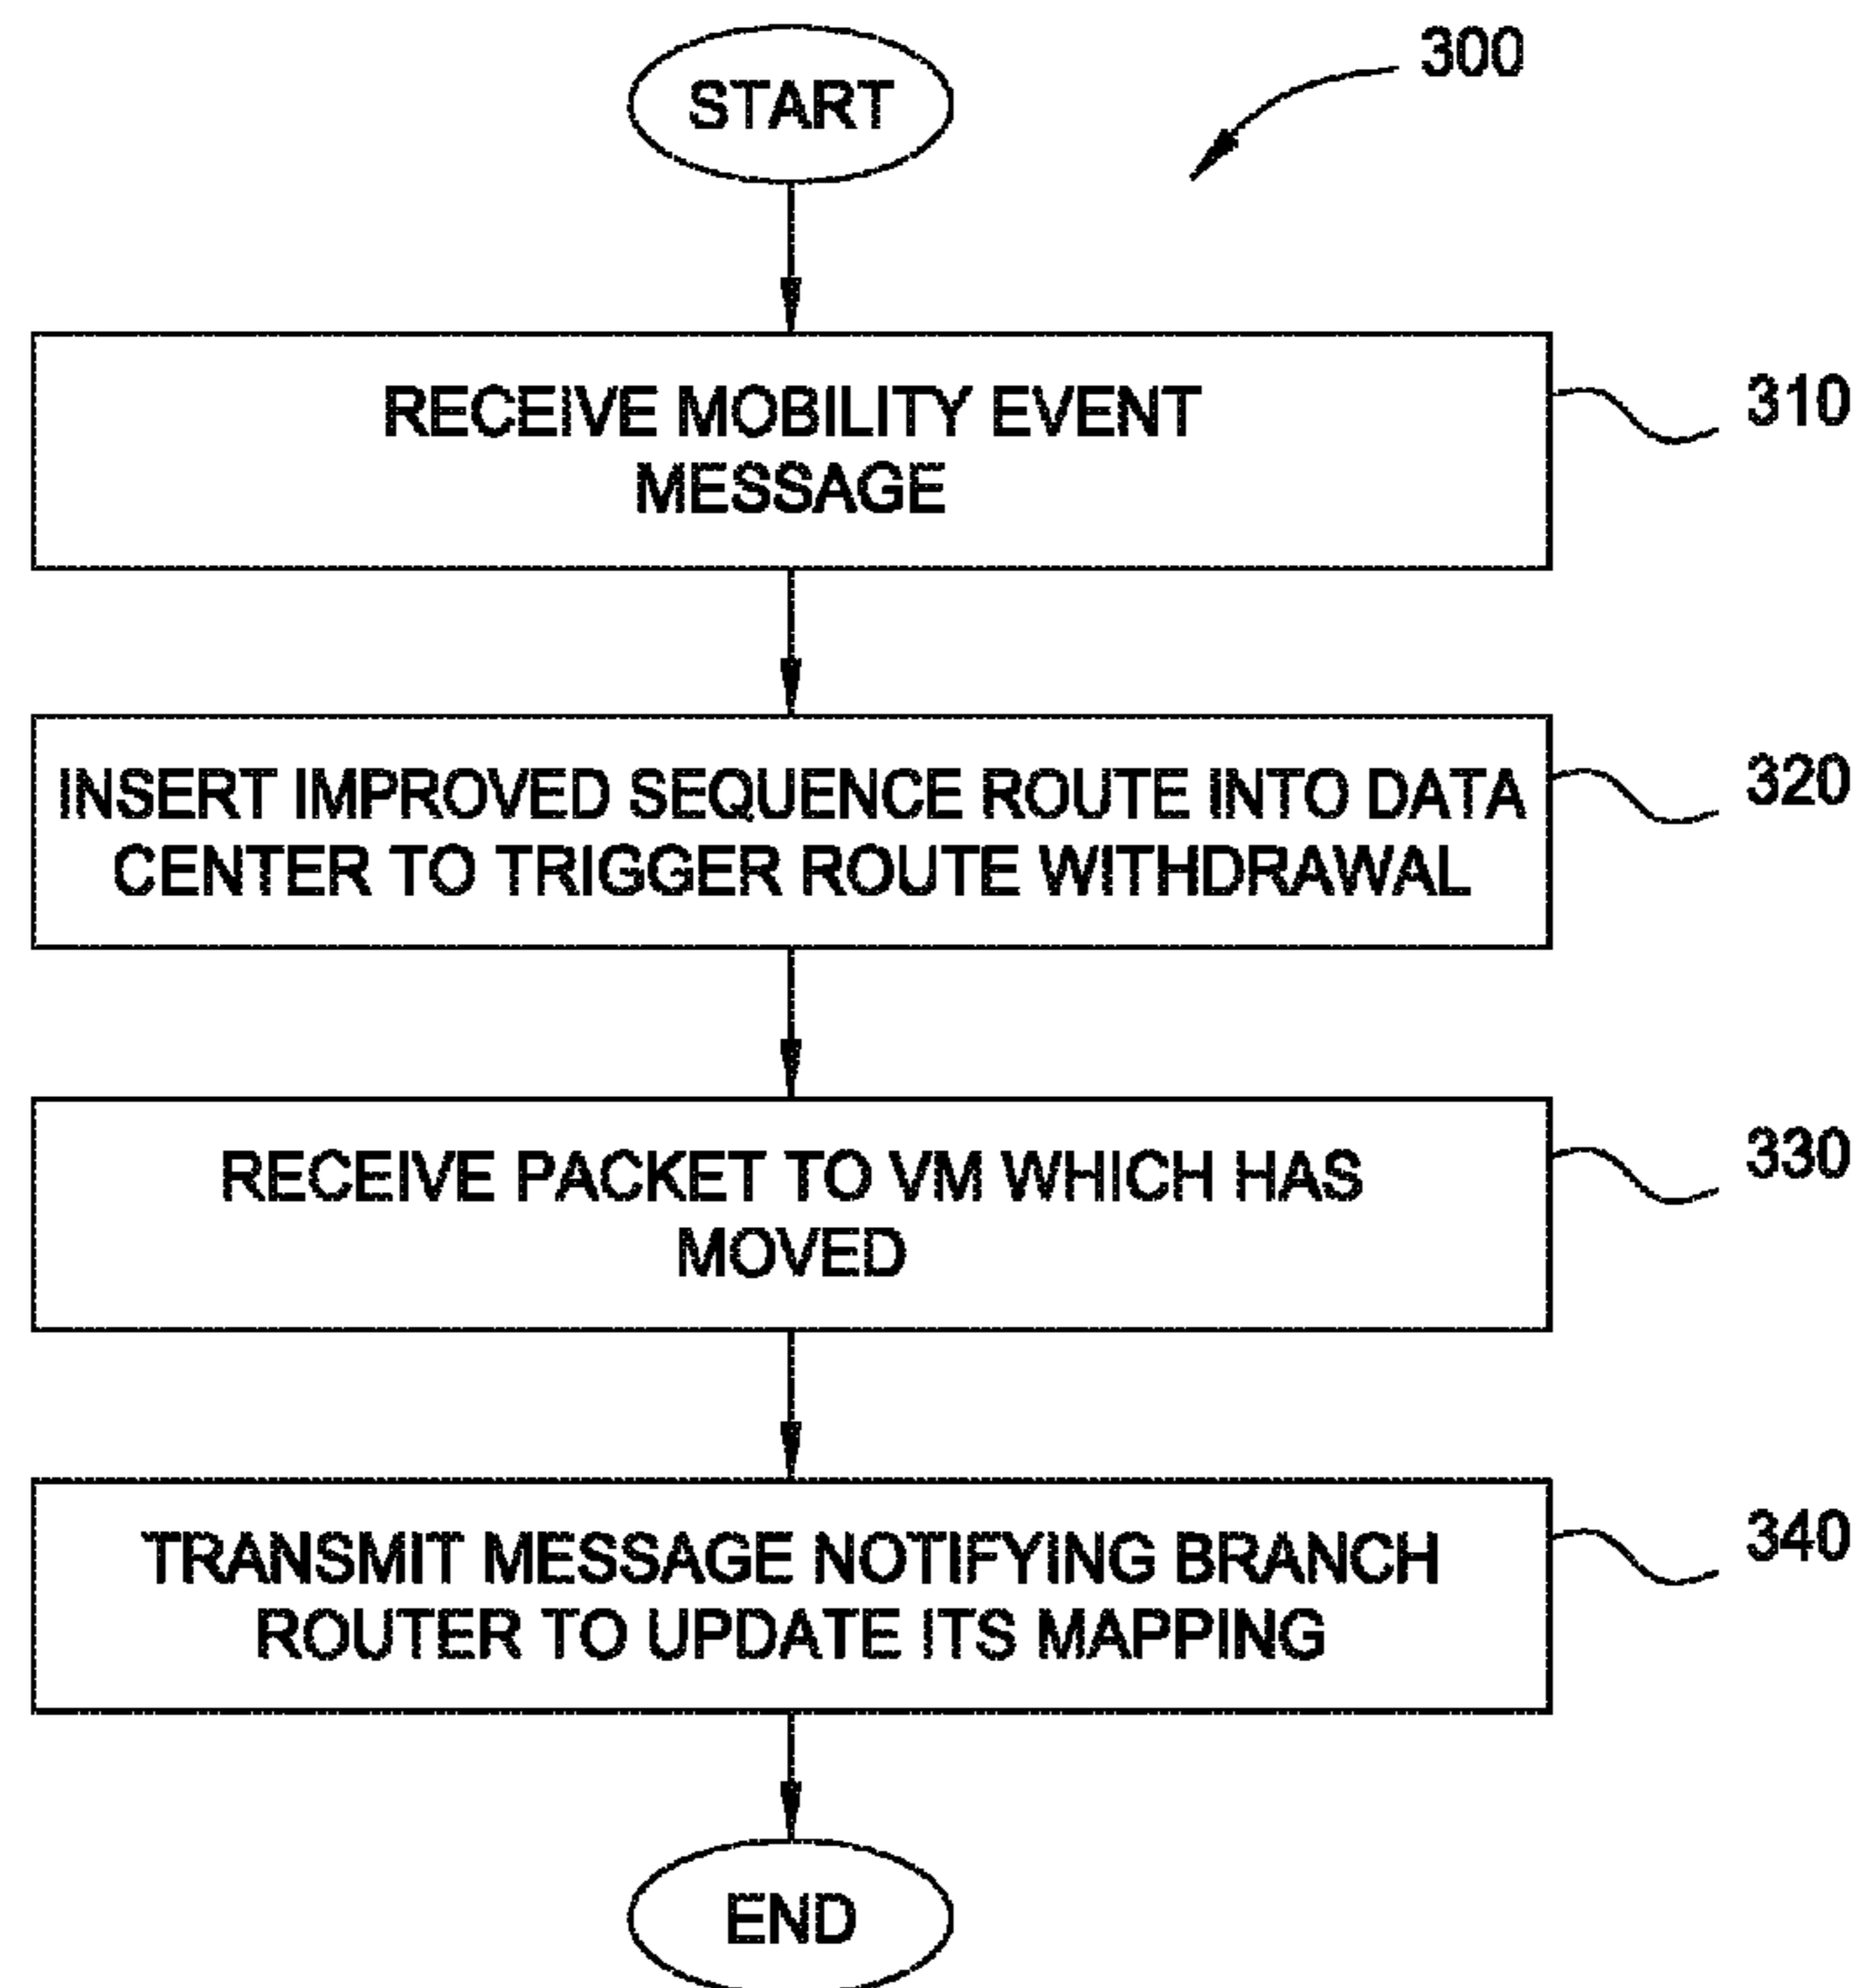 START
300
RECEIVE MOBILITY EVENT
MESSAGE
310
INSERT IMPROVED SEQUENCE ROUTE INTO DATA
CENTER TO TRIGGER ROUTE WITHDRAWAL
320
RECEIVE PACKET TO VM WHICH HAS
MOVED
330
TRANSMIT MESSAGE NOTIFYING BRANCH
ROUTER TO UPDATE ITS MAPPING
340
END